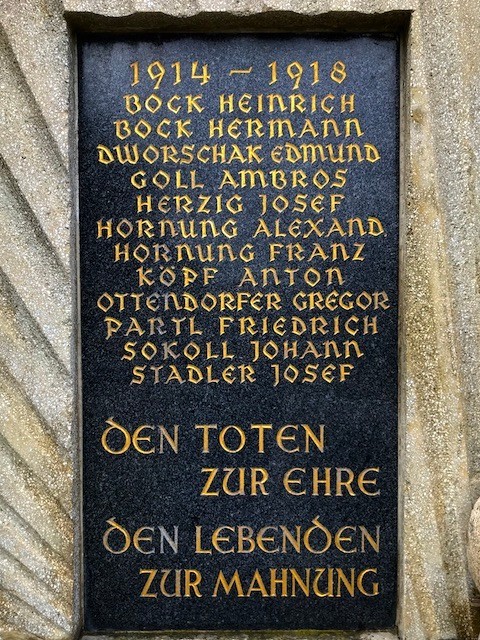 1914 – 1918
BOCK HEINRICH
BOCK HERMANN
DWORSCHAK EDMUND
GOLL AMBROS
HERZIG JOSEF
HORNUNG ALEXAND
HORNUNG FRANZ
KÖPF ANTON
OTTENDORFER GREGOR
PARTL FRIEDRICH
SOKOLL JOHANN
STADLER JOSEF
DEN TOTEN
ZUR EHRE
DEN LEBENDEN
ZUR MAHNUNG